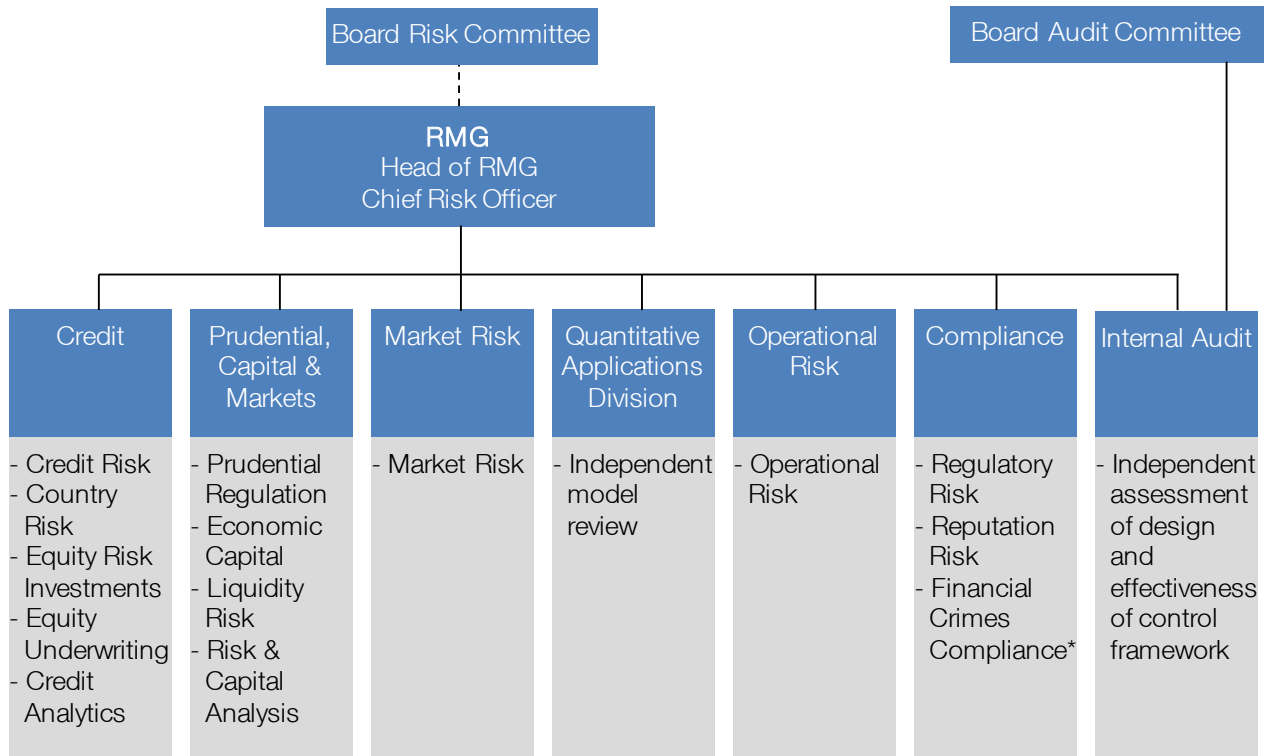 Board Risk Committee
Board Audit Committee
RMG
Head of RMG
Chief Risk Officer
Credit
- Credit Risk
- Country
Risk
- Equity Risk
Investments
- Equity
Underwriting
- Credit
Analytics
Prudential,
Capital &
Markets
- Prudential
Regulation
- Economic
Capital
- Liquidity
Risk
- Risk &
Capital
Analysis
Market Risk
- Market Risk
Quantitative
Applications
Division
- Independent
model
review
Operational
Risk
- Operational
Risk
Compliance
- Regulatory
Risk
- Reputation
Risk
- Financial
Crimes
Compliance*
Internal Audit
- Independent
assessment
of design
and
effectiveness
of control
framework